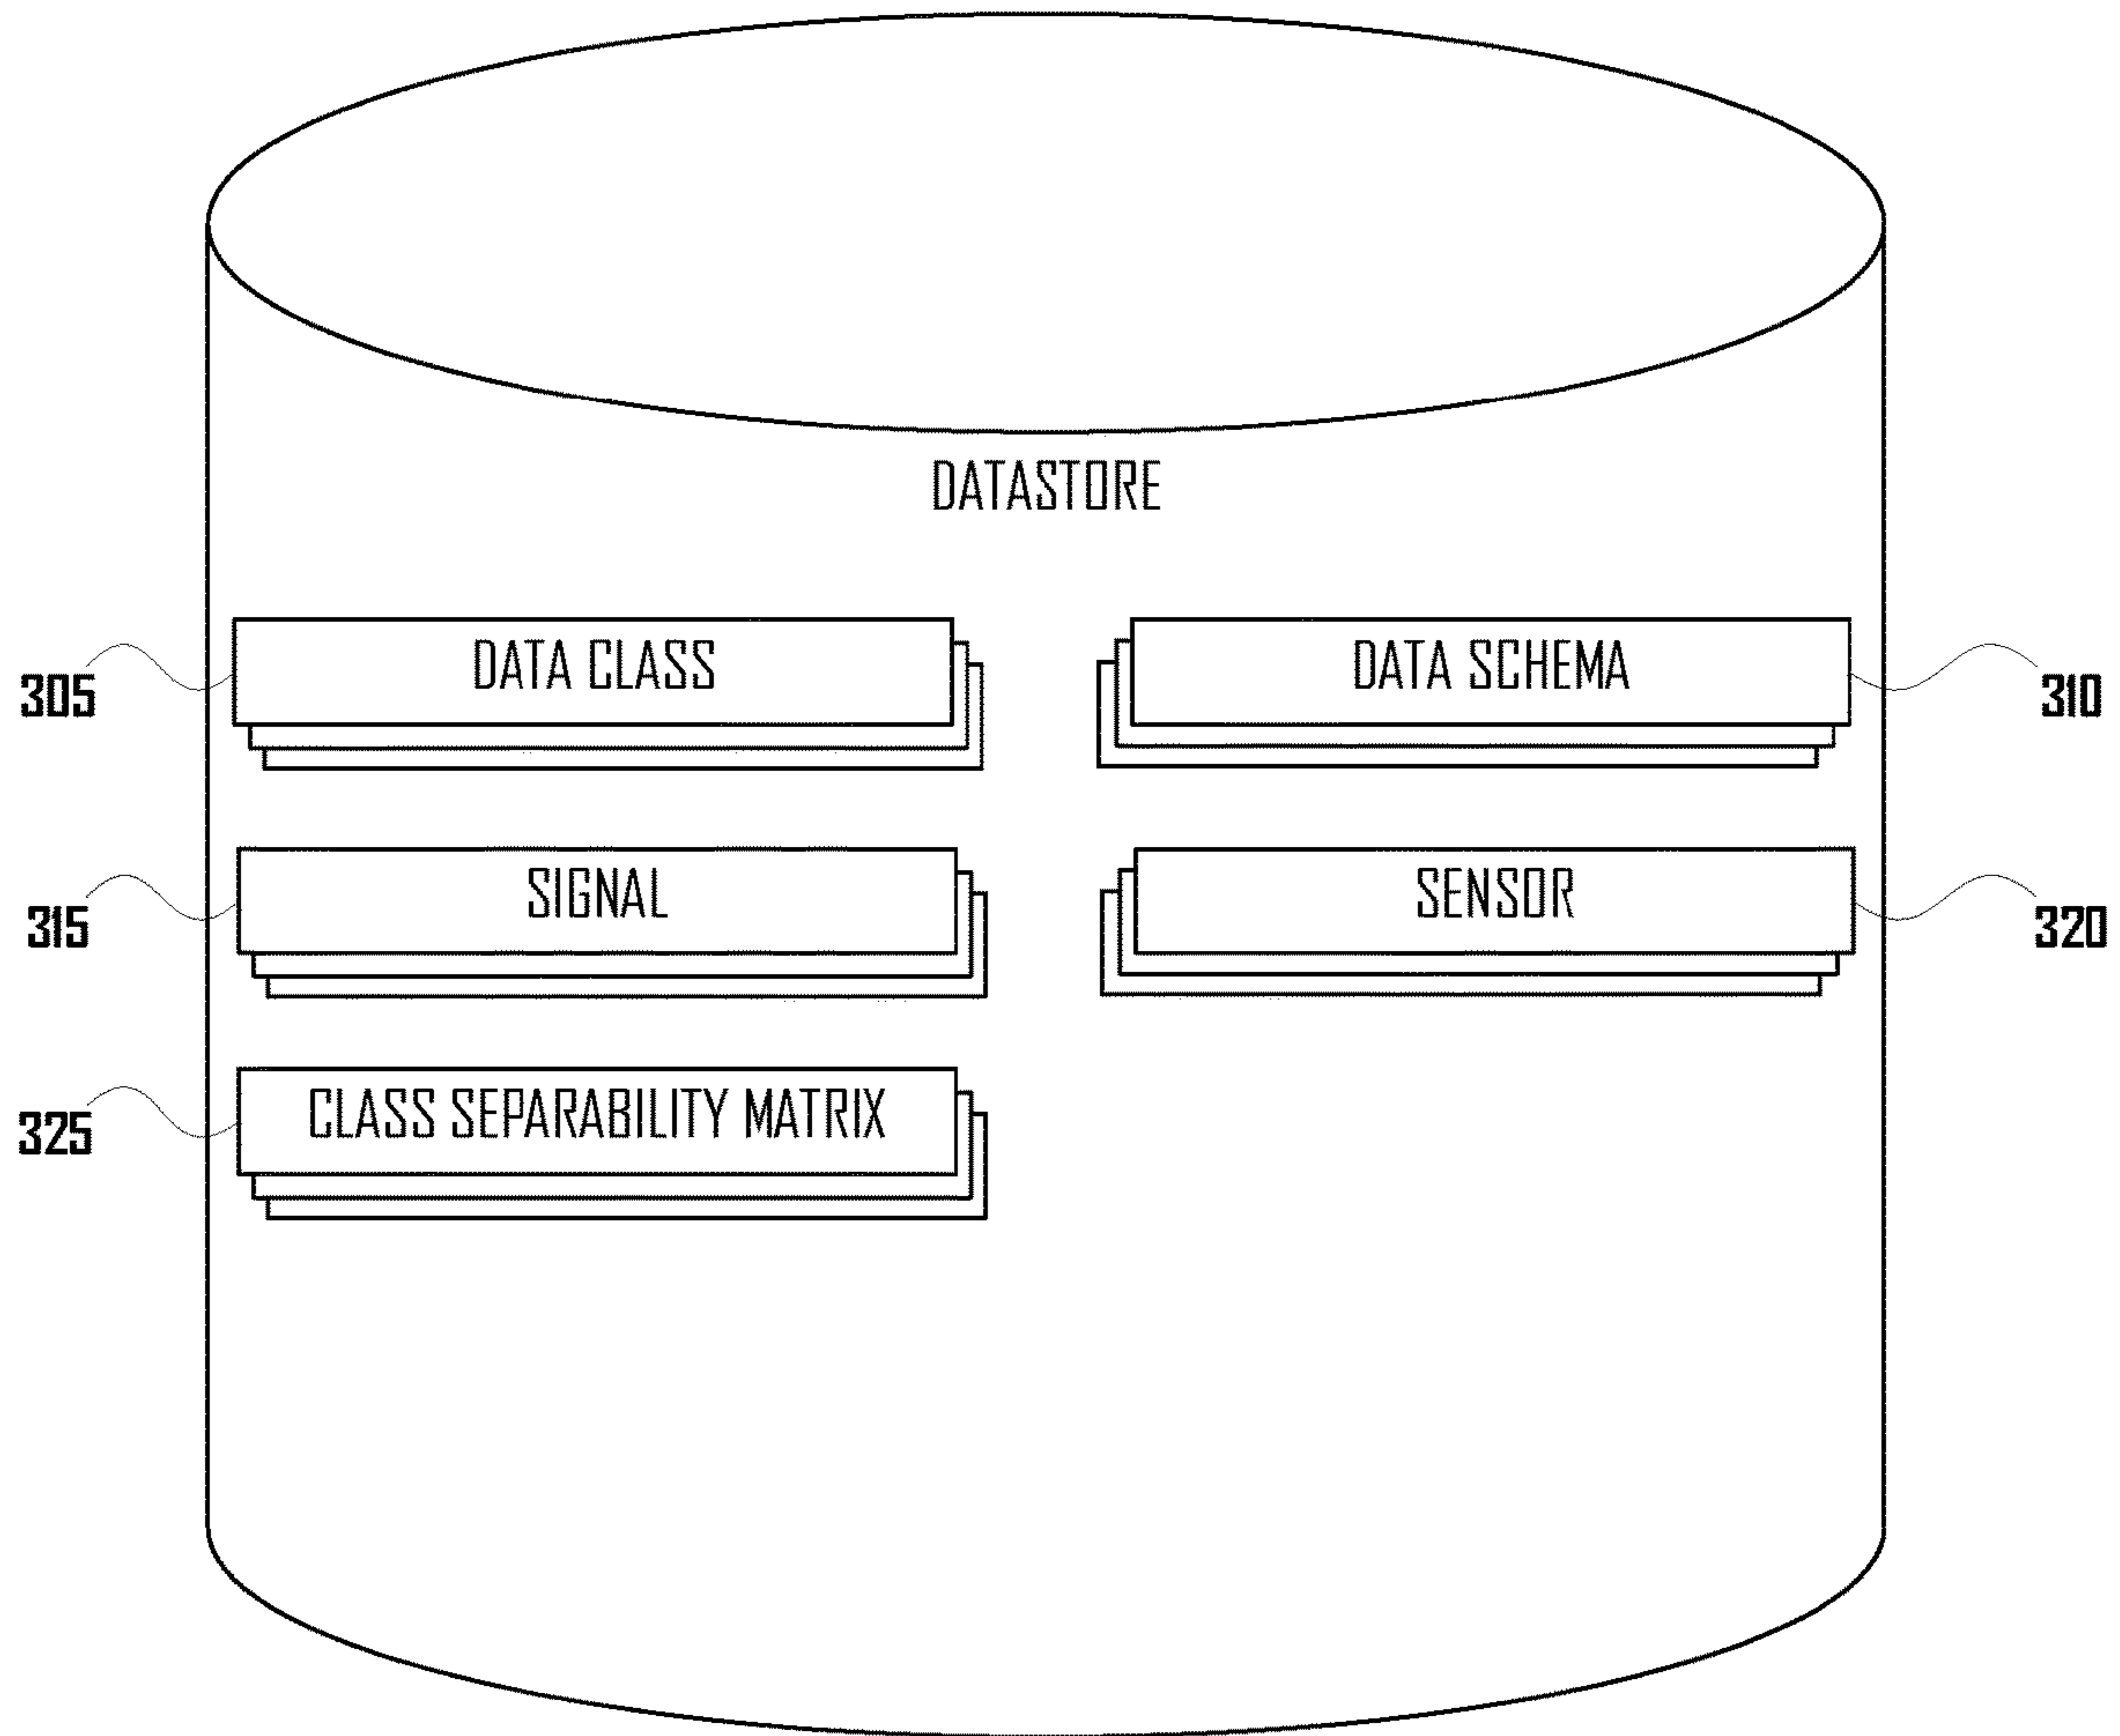 DATASTORE
DATA CLASS
DATA SCHEMA
305
310
SIGNAL
SENSOR
315
320
CLASS SEPARABILITY MATRIX
325